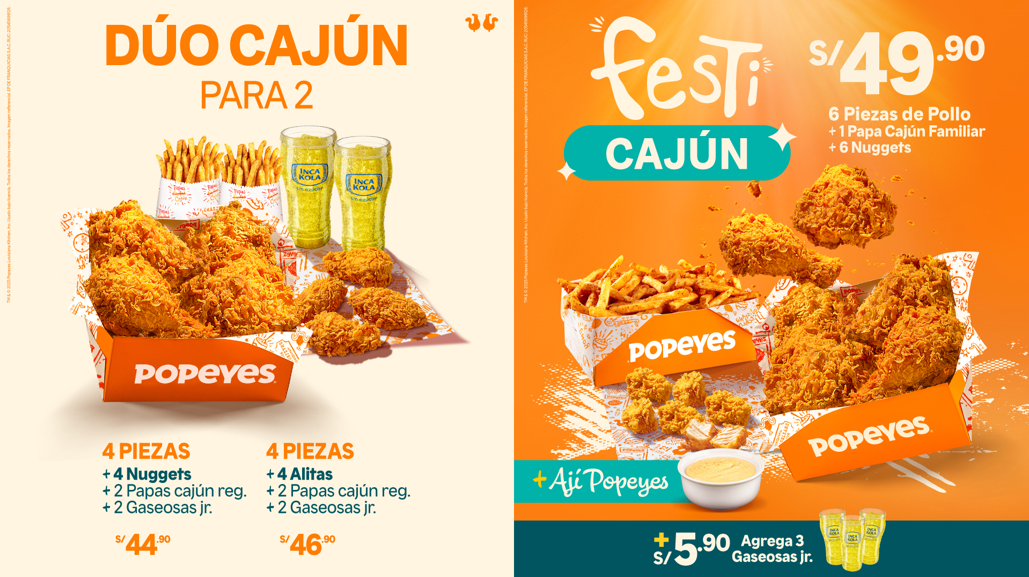 DÚO CAJÚN
PARA 2
INCA
KOLA
INCA
KOLA
POPEYES
4 PIEZAS
+ 4 Nuggets
+ 2 Papas cajún reg.
+ 2 Gaseosas jr.
S/44.90
4 PIEZAS
+ 4 Alitas
+ 2 Papas cajún reg.
+ 2 Gaseosas jr.
S/46.90
festi
CAJÚN
S/49.90
6 Piezas de Pollo
+ 1 Papa Cajún Familiar
+ 6 Nuggets
POPEYES
POPEYES
+ Ají Popeyes
+ S/5.90
Agrega 3
Gaseosas jr.